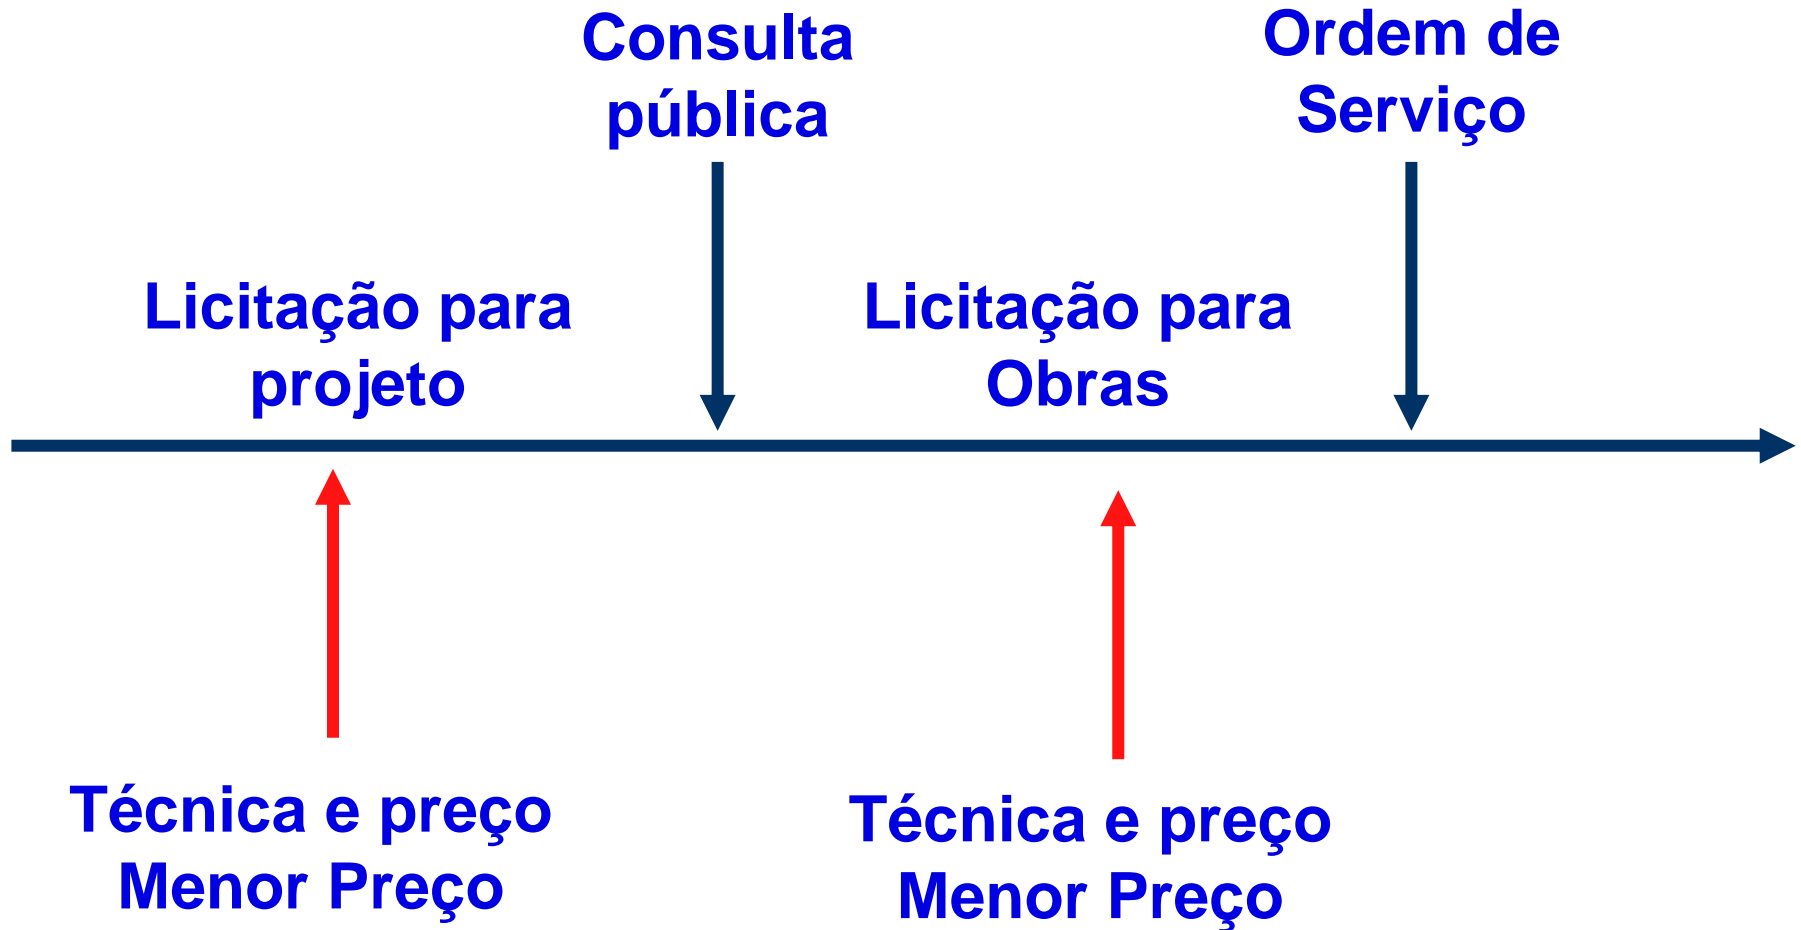 Consulta
pública
Ordem de
Serviço
Licitação para
projeto
Licitação para
Obras
Técnica e preço
Menor Preço
Técnica e preço
Menor Preço